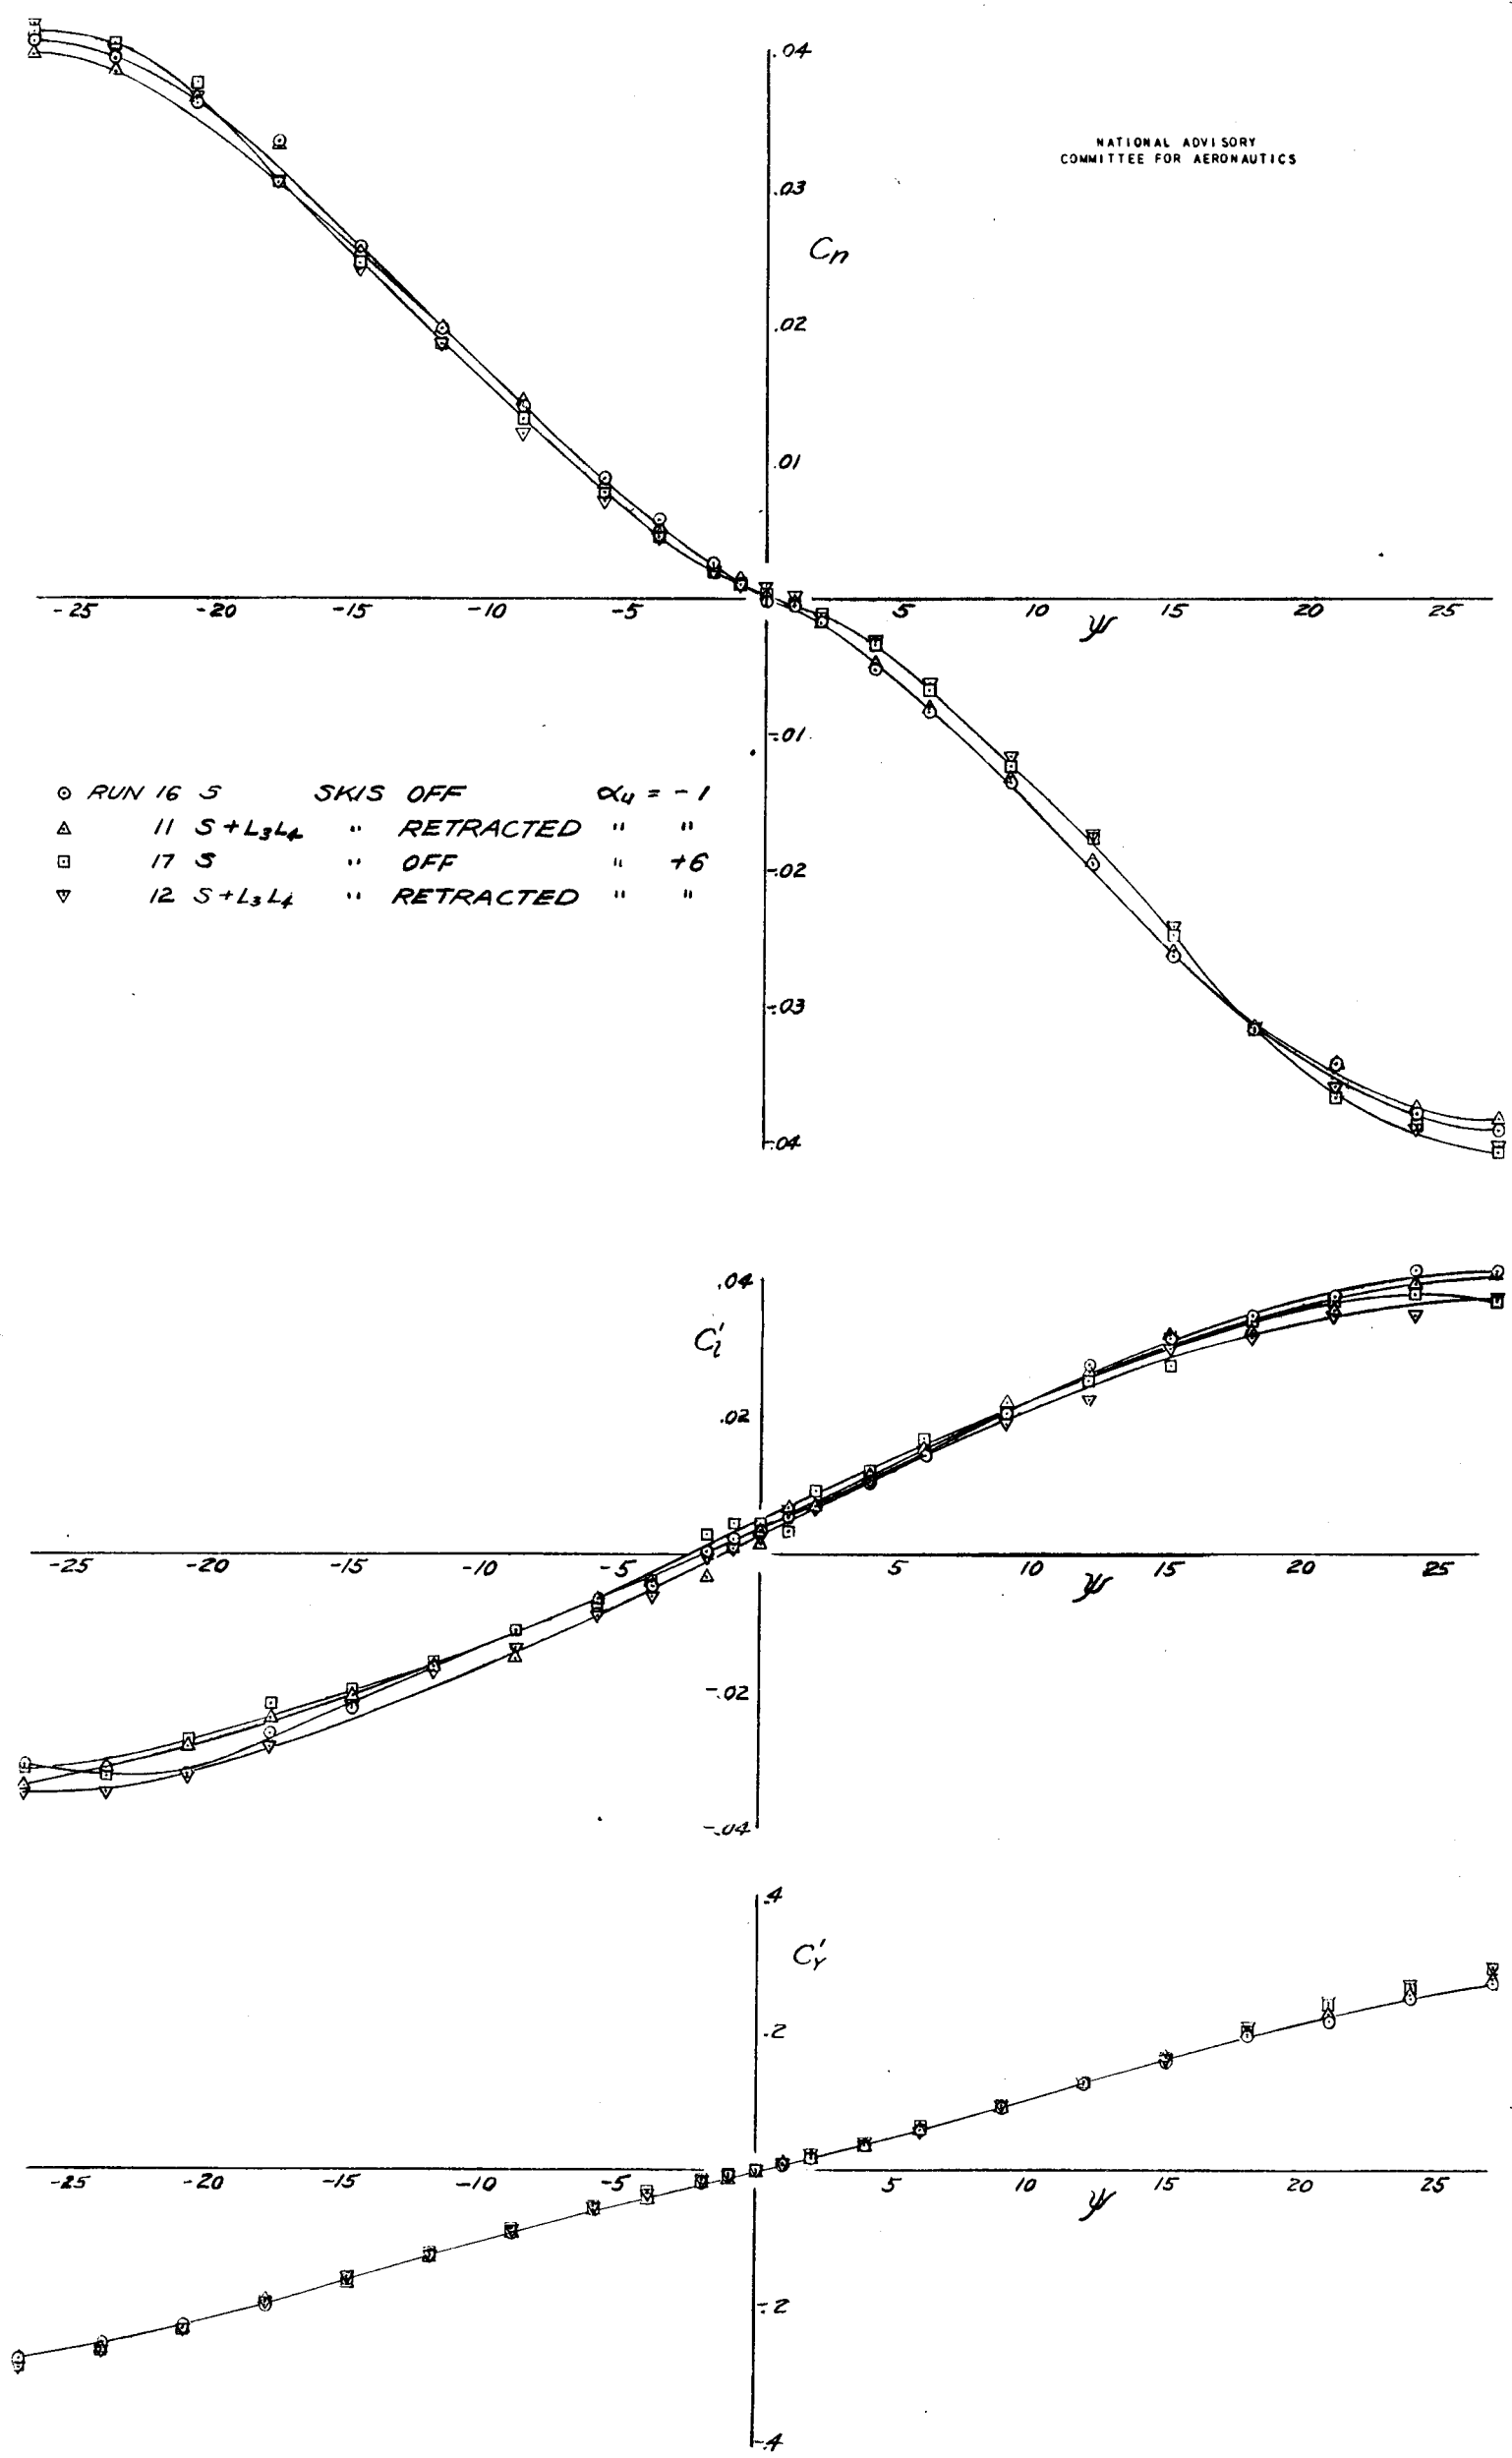 .04
NATIONAL ADVISORY
COMMITTEE FOR AERONAUTICS
.03
Cn
.02
.01
-25 -20 -15 -10 -5 5 10 15 20 25
ψ
-.01
⊙ RUN 16 S SKIS OFF α₄ = -1
△ 11 S+L₃L₄ " RETRACTED " "
⊡ 17 S " OFF " +6
▽ 12 S+L₃L₄ " RETRACTED " "
-.02
-.03
-.04
.04
Cl'
.02
-25 -20 -15 -10 -5 5 10 15 20 25
ψ
-.02
-.04
.4
CY'
.2
-25 -20 -15 -10 -5 5 10 15 20 25
ψ
-.2
-.4